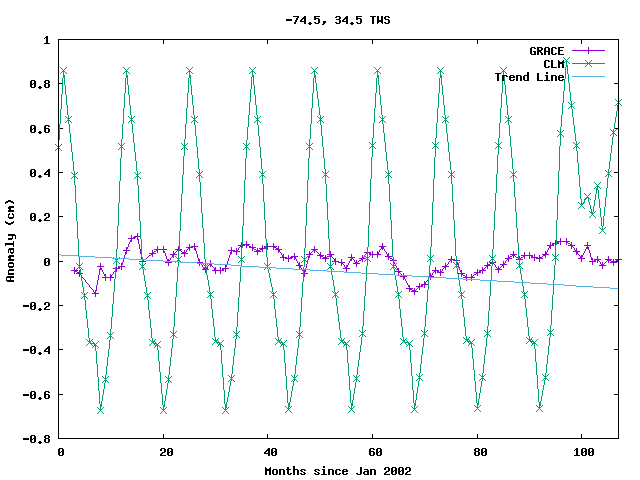 -74.5, 34.5 TWS
GRACE
CLM
Trend Line
1
0.8
0.6
0.4
0.2
0
-0.2
-0.4
-0.6
-0.8
Anomaly (cm)
0 20 40 60 80 100
Months since Jan 2002